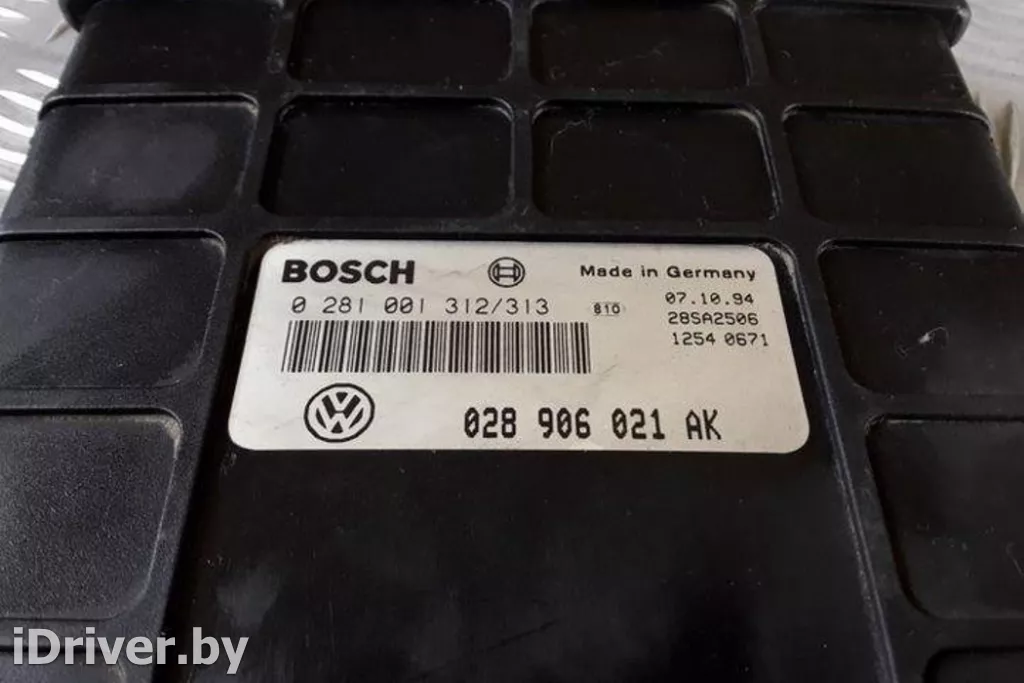 BOSCH
Made in Germany
0 281 001 312/313
810
07.10.94
28SA2506
1254 0671
VW
028 906 021 AK
iDriver.by